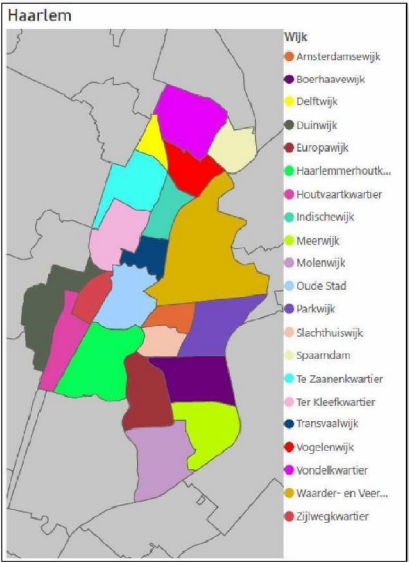 Haarlem
Wijk
Amsterdamsewijk
Boerhaavewijk
Delftwijk
Duinwijk
Europawijk
Haarlemmerhoutk...
Houtvaartkwartier
Indischewijk
Meerwijk
Molenwijk
Oude Stad
Parkwijk
Slachthuiswijk
Spaarndam
Te Zaanenkwartier
Ter Kleefkwartier
Transvaalwijk
Vogelenwijk
Vondelkwartier
Waarder- en Veer...
Zijlwegkwartier